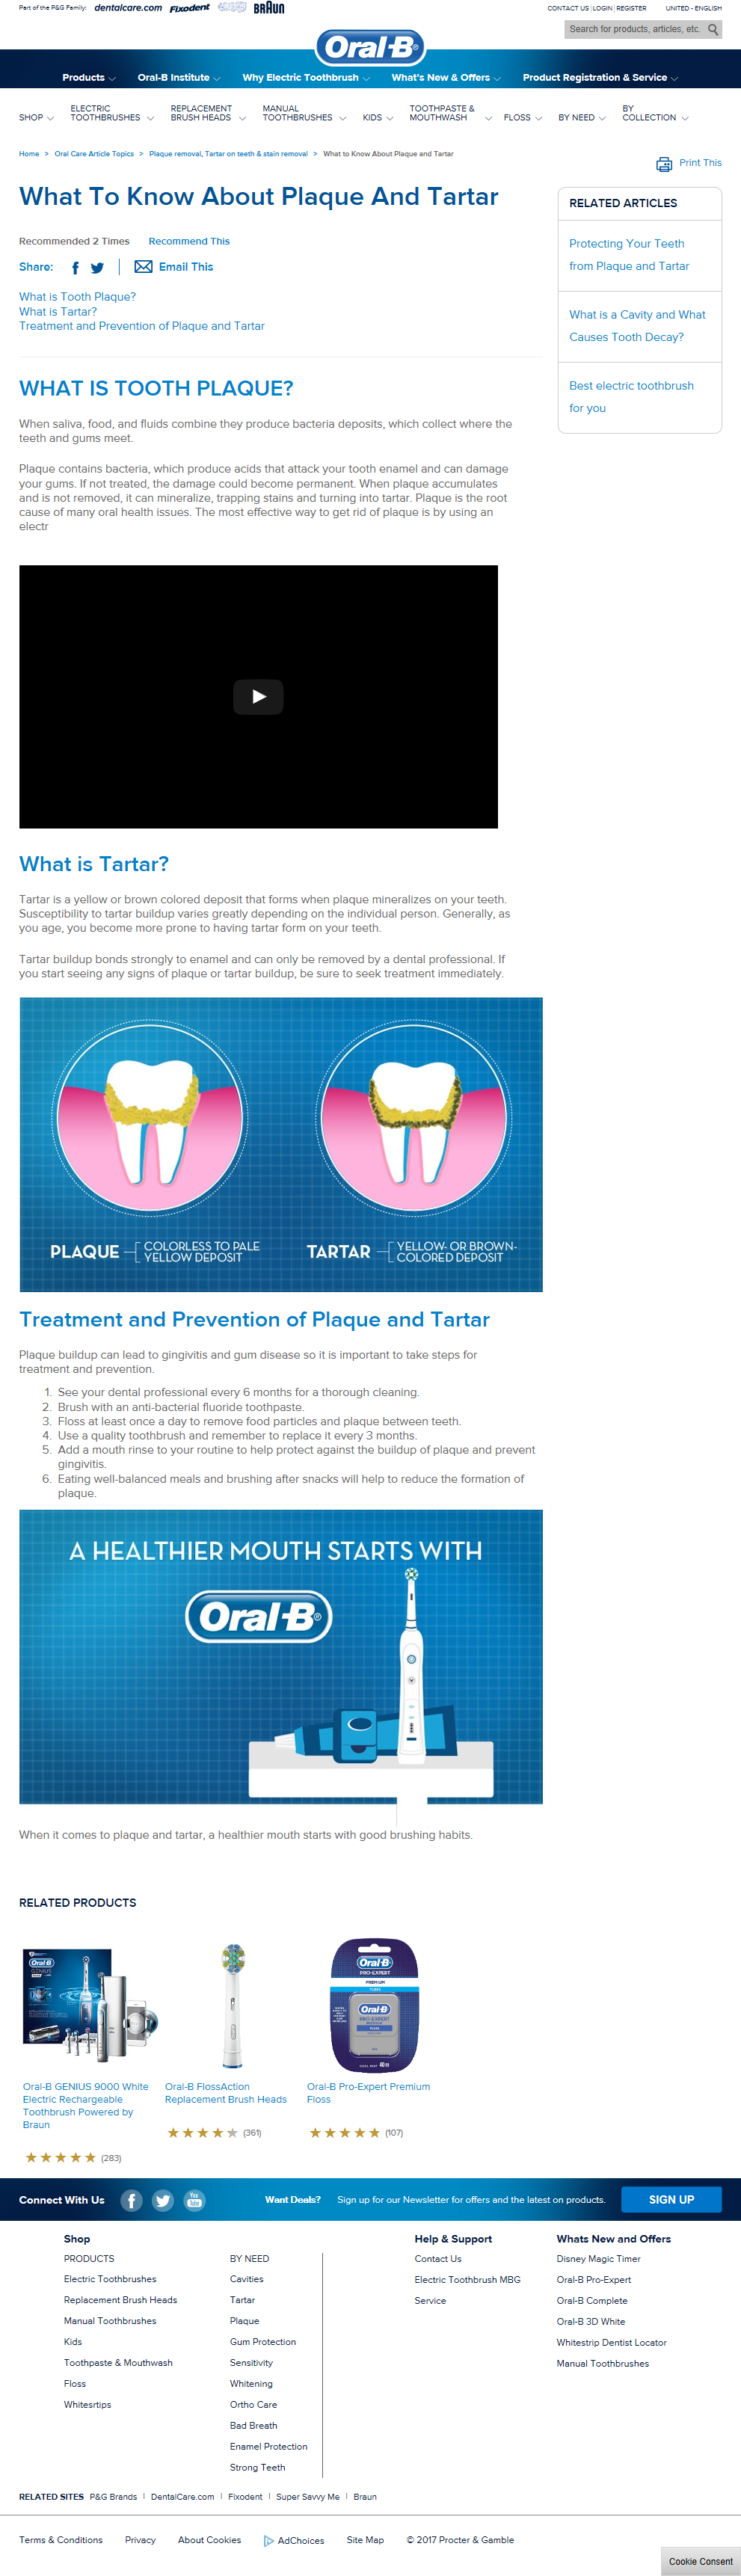 Part of the P&G Family: dentalcare.com Fixodent BRAUN
CONTACT US | LOGIN | REGISTER UNITED - ENGLISH
Search for products, articles, etc.
Oral-B
Products Oral-B Institute Why Electric Toothbrush What's New & Offers Product Registration & Service
SHOP ELECTRIC TOOTHBRUSHES REPLACEMENT BRUSH HEADS MANUAL TOOTHBRUSHES KIDS TOOTHPASTE & MOUTHWASH FLOSS BY NEED BY COLLECTION
Home > Oral Care Article Topics > Plaque removal, Tartar on teeth & stain removal > What to Know About Plaque and Tartar
Print This
What To Know About Plaque And Tartar
Recommended 2 Times Recommend This
Share: Email This
What is Tooth Plaque?
What is Tartar?
Treatment and Prevention of Plaque and Tartar
RELATED ARTICLES
Protecting Your Teeth
from Plaque and Tartar
What is a Cavity and What
Causes Tooth Decay?
Best electric toothbrush
for you
WHAT IS TOOTH PLAQUE?
When saliva, food, and fluids combine they produce bacteria deposits, which collect where the
teeth and gums meet.
Plaque contains bacteria, which produce acids that attack your tooth enamel and can damage
your gums. If not treated, the damage could become permanent. When plaque accumulates
and is not removed, it can mineralize, trapping stains and turning into tartar. Plaque is the root
cause of many oral health issues. The most effective way to get rid of plaque is by using an
electr
What is Tartar?
Tartar is a yellow or brown colored deposit that forms when plaque mineralizes on your teeth.
Susceptibility to tartar buildup varies greatly depending on the individual person. Generally, as
you age, you become more prone to having tartar form on your teeth.
Tartar buildup bonds strongly to enamel and can only be removed by a dental professional. If
you start seeing any signs of plaque or tartar buildup, be sure to seek treatment immediately.
PLAQUE COLORLESS TO PALE
YELLOW DEPOSIT
TARTAR YELLOW- OR BROWN-
COLORED DEPOSIT
Treatment and Prevention of Plaque and Tartar
Plaque buildup can lead to gingivitis and gum disease so it is important to take steps for
treatment and prevention.
1. See your dental professional every 6 months for a thorough cleaning.
2. Brush with an anti-bacterial fluoride toothpaste.
3. Floss at least once a day to remove food particles and plaque between teeth.
4. Use a quality toothbrush and remember to replace it every 3 months.
5. Add a mouth rinse to your routine to help protect against the buildup of plaque and prevent
gingivitis.
6. Eating well-balanced meals and brushing after snacks will help to reduce the formation of
plaque.
A HEALTHIER MOUTH STARTS WITH
Oral-B®
When it comes to plaque and tartar, a healthier mouth starts with good brushing habits.
RELATED PRODUCTS
Oral-B
GENIUS
Oral-B
PRO-EXPERT
PREMIUM
FLOSS
Oral-B
PRO-EXPERT
COOL MINT 40m
Oral-B GENIUS 9000 White
Electric Rechargeable
Toothbrush Powered by
Braun
(283)
Oral-B FlossAction
Replacement Brush Heads
(361)
Oral-B Pro-Expert Premium
Floss
(107)
Connect With Us You Tube Want Deals? Sign up for our Newsletter for offers and the latest on products. SIGN UP
Shop
PRODUCTS
Electric Toothbrushes
Replacement Brush Heads
Manual Toothbrushes
Kids
Toothpaste & Mouthwash
Floss
Whitesrtips
BY NEED
Cavities
Tartar
Plaque
Gum Protection
Sensitivity
Whitening
Ortho Care
Bad Breath
Enamel Protection
Strong Teeth
Help & Support
Contact Us
Electric Toothbrush MBG
Service
Whats New and Offers
Disney Magic Timer
Oral-B Pro-Expert
Oral-B Complete
Oral-B 3D White
Whitestrip Dentist Locator
Manual Toothbrushes
RELATED SITES P&G Brands | DentalCare.com | Fixodent | Super Savvy Me | Braun
Terms & Conditions Privacy About Cookies AdChoices Site Map © 2017 Procter & Gamble
Cookie Consent